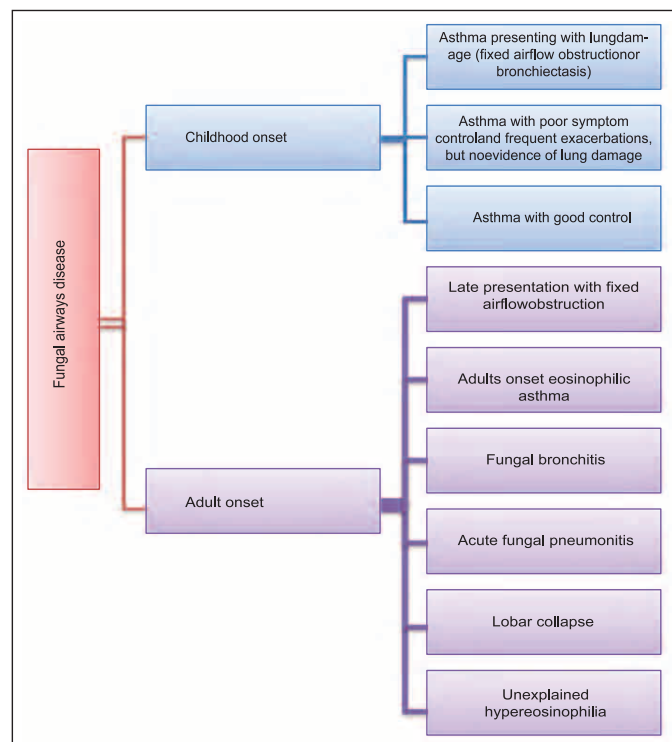 Fungal airways disease
Childhood onset
Asthma presenting with lungdam-
age (fixed airflow obstructionor
bronchiectasis)
Asthma with poor symptom
controland frequent exacerbations,
but noevidence of lung damage
Asthma with good control
Adult onset
Late presentation with fixed
airflowobstruction
Adults onset eosinophilic
asthma
Fungal bronchitis
Acute fungal pneumonitis
Lobar collapse
Unexplained
hypereosinophilia